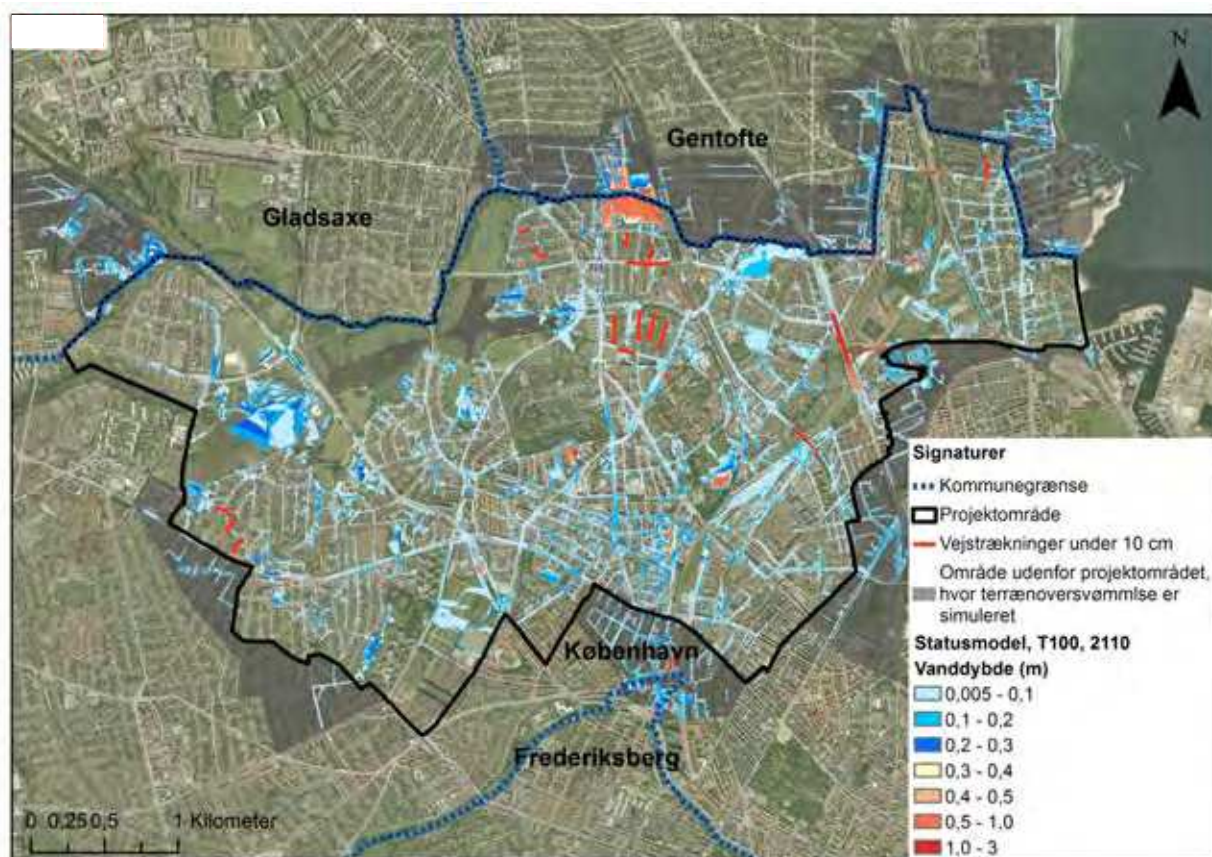 N
Gentofte
Gladsaxe
København
Frederiksberg
0 0,25 0,5 1 Kilometer
Signaturer
Kommunegrænse
Projektområde
Vejstrækninger under 10 cm
Område udenfor projektområdet,
hvor terrænoversvømmlse er
simuleret
Statusmodel, T100, 2110
Vanddybde (m)
0,005 - 0,1
0,1 - 0,2
0,2 - 0,3
0,3 - 0,4
0,4 - 0,5
0,5 - 1,0
1,0 - 3